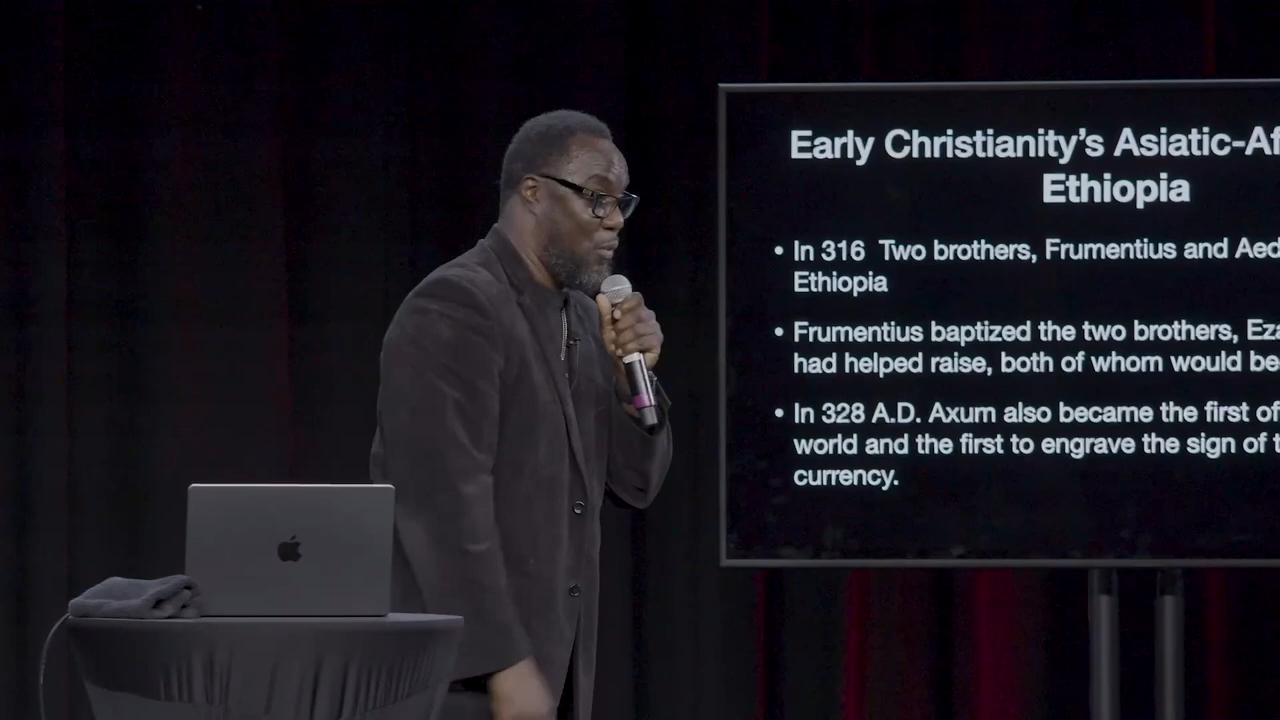 Early Christianity's Asiatic-Af
Ethiopia
• In 316 Two brothers, Frumentius and Aed
Ethiopia
• Frumentius baptized the two brothers, Eza
had helped raise, both of whom would be
• In 328 A.D. Axum also became the first of
world and the first to engrave the sign of t
currency.